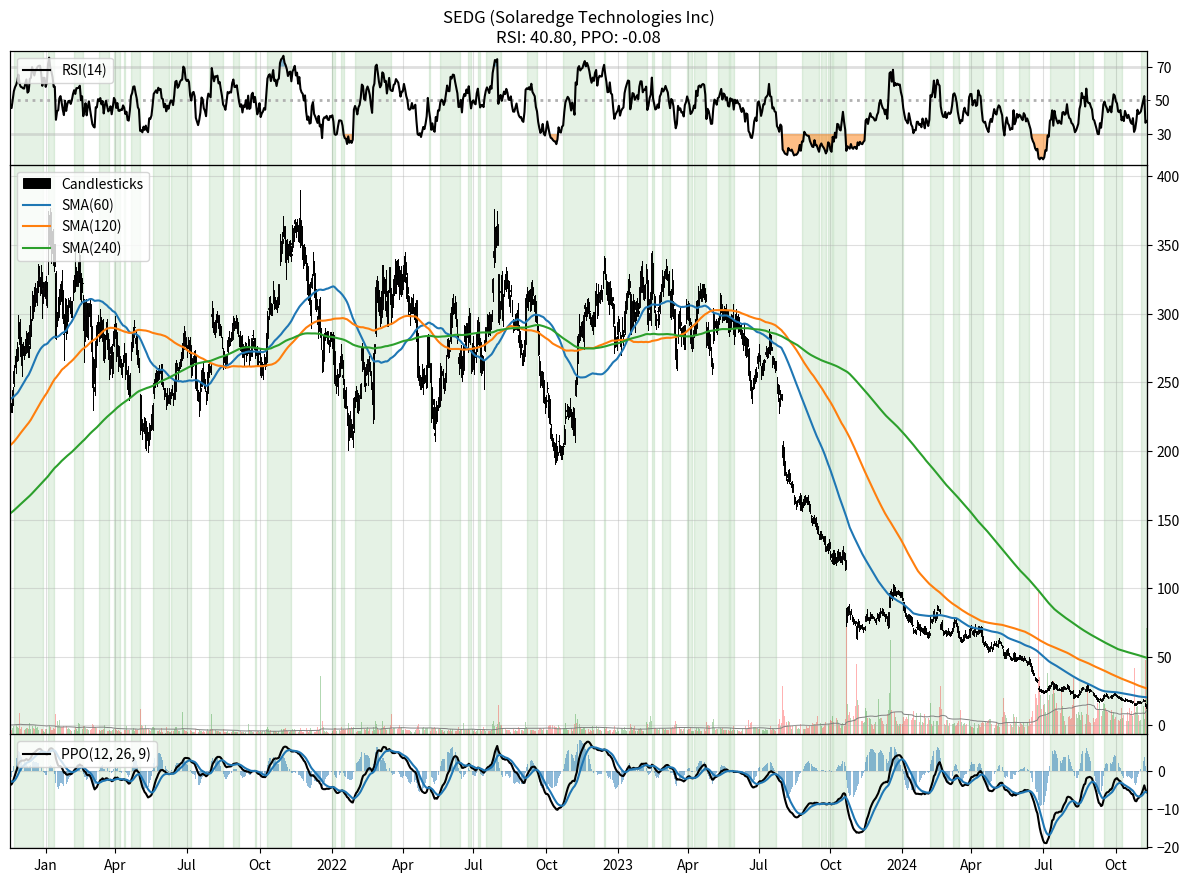 SEDG (Solaredge Technologies Inc)
RSI: 40.80, PPO: -0.08
RSI(14)
70
50
30
Candlesticks
SMA(60)
SMA(120)
SMA(240)
400
350
300
250
200
150
100
50
0
PPO(12, 26, 9)
0
−10
−20
Jan Apr Jul Oct 2022 Apr Jul Oct 2023 Apr Jul Oct 2024 Apr Jul Oct